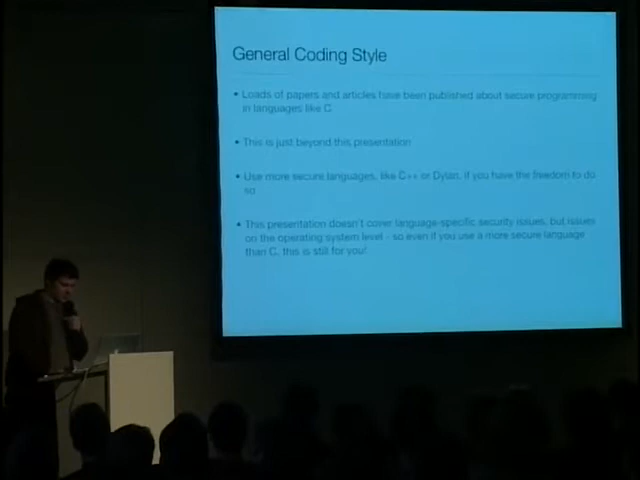 General Coding Style
• Loads of papers and articles have been published about secure programming
in languages like C
• This is just beyond this presentation
• Use more secure languages, like C++ or Dylan, if you have the freedom to do
so
• This presentation doesn't cover language-specific security issues, but issues
on the operating system level - so even if you use a more secure language
than C, this is still for you!